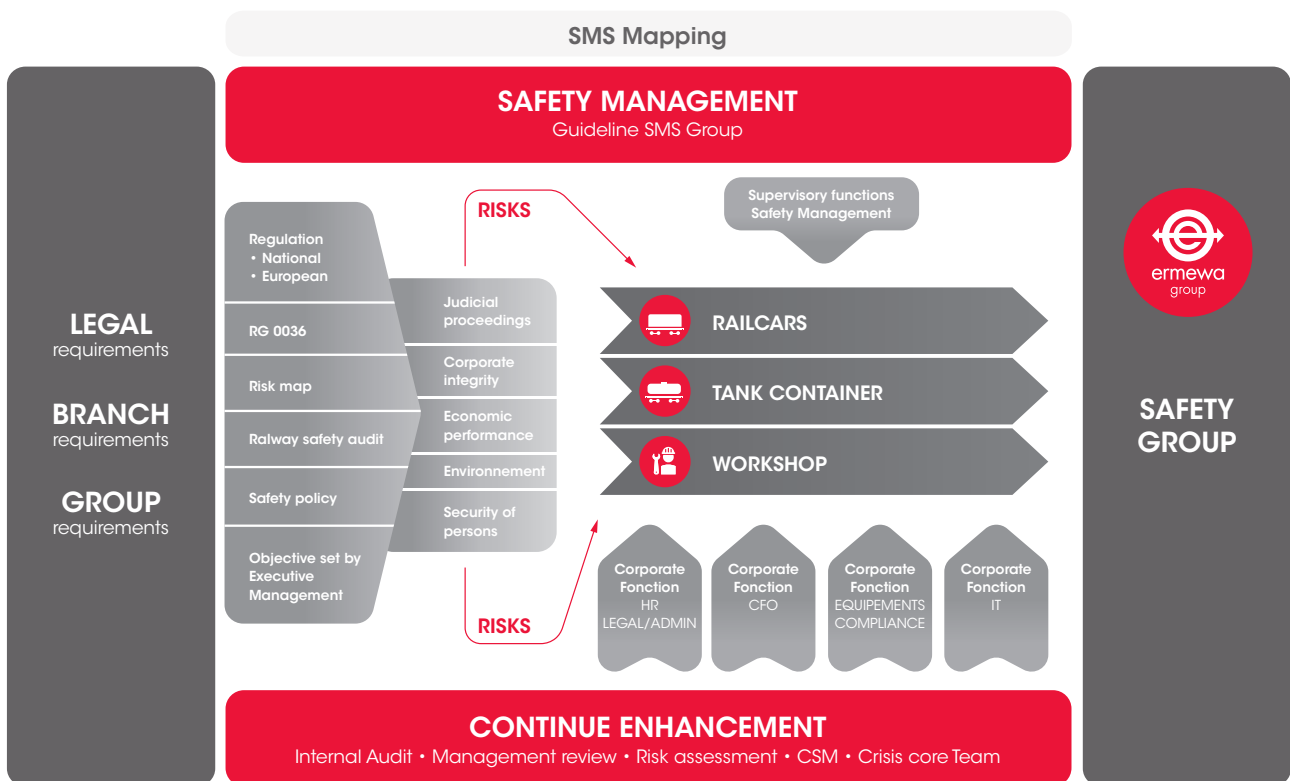 SMS Mapping
SAFETY MANAGEMENT
Guideline SMS Group
LEGAL
requirements
BRANCH
requirements
GROUP
requirements
Regulation
• National
• European
RG 0036
Risk map
Ralway safety audit
Safety policy
Objective set by
Executive
Management
Judicial
proceedings
Corporate
integrity
Economic
performance
Environnement
Security of
persons
RISKS
RISKS
Supervisory functions
Safety Management
RAILCARS
TANK CONTAINER
WORKSHOP
Corporate
Fonction
HR
LEGAL/ADMIN
Corporate
Fonction
CFO
Corporate
Fonction
EQUIPEMENTS
COMPLIANCE
Corporate
Fonction
IT
ermewa
group
SAFETY
GROUP
CONTINUE ENHANCEMENT
Internal Audit • Management review • Risk assessment • CSM • Crisis core Team